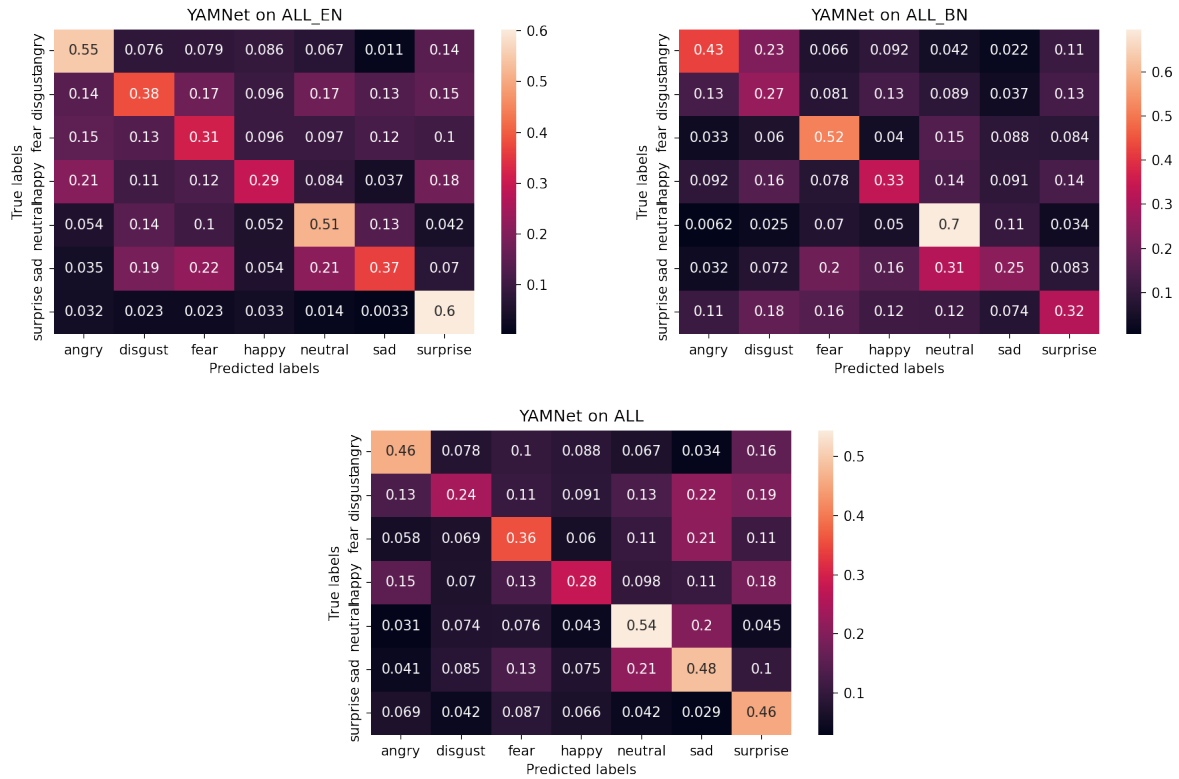 YAMNet on ALL_EN
True labels
angry 0.55 0.076 0.079 0.086 0.067 0.011 0.14
disgust 0.14 0.38 0.17 0.096 0.17 0.13 0.15
fear 0.15 0.13 0.31 0.096 0.097 0.12 0.1
happy 0.21 0.11 0.12 0.29 0.084 0.037 0.18
neutral 0.054 0.14 0.1 0.052 0.51 0.13 0.042
sad 0.035 0.19 0.22 0.054 0.21 0.37 0.07
surprise 0.032 0.023 0.023 0.033 0.014 0.0033 0.6
angry disgust fear happy neutral sad surprise
Predicted labels
0.6
0.5
0.4
0.3
0.2
0.1
YAMNet on ALL_BN
True labels
angry 0.43 0.23 0.066 0.092 0.042 0.022 0.11
disgust 0.13 0.27 0.081 0.13 0.089 0.037 0.13
fear 0.033 0.06 0.52 0.04 0.15 0.088 0.084
happy 0.092 0.16 0.078 0.33 0.14 0.091 0.14
neutral 0.0062 0.025 0.07 0.05 0.7 0.11 0.034
sad 0.032 0.072 0.2 0.16 0.31 0.25 0.083
surprise 0.11 0.18 0.16 0.12 0.12 0.074 0.32
angry disgust fear happy neutral sad surprise
Predicted labels
0.6
0.5
0.4
0.3
0.2
0.1
YAMNet on ALL
True labels
angry 0.46 0.078 0.1 0.088 0.067 0.034 0.16
disgust 0.13 0.24 0.11 0.091 0.13 0.22 0.19
fear 0.058 0.069 0.36 0.06 0.11 0.21 0.11
happy 0.15 0.07 0.13 0.28 0.098 0.11 0.18
neutral 0.031 0.074 0.076 0.043 0.54 0.2 0.045
sad 0.041 0.085 0.13 0.075 0.21 0.48 0.1
surprise 0.069 0.042 0.087 0.066 0.042 0.029 0.46
angry disgust fear happy neutral sad surprise
Predicted labels
0.5
0.4
0.3
0.2
0.1